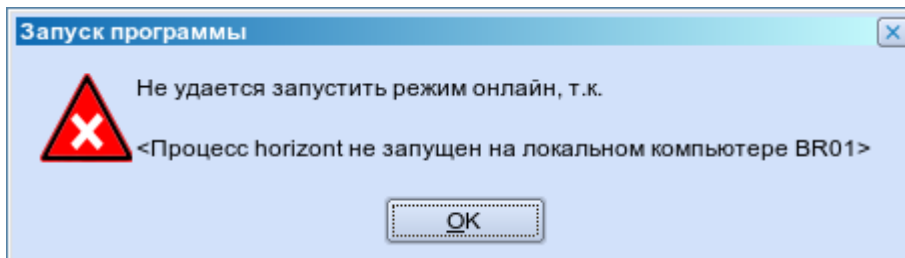 Запуск программы
Не удается запустить режим онлайн, т.к.
<Процесс horizont не запущен на локальном компьютере BR01>
OK